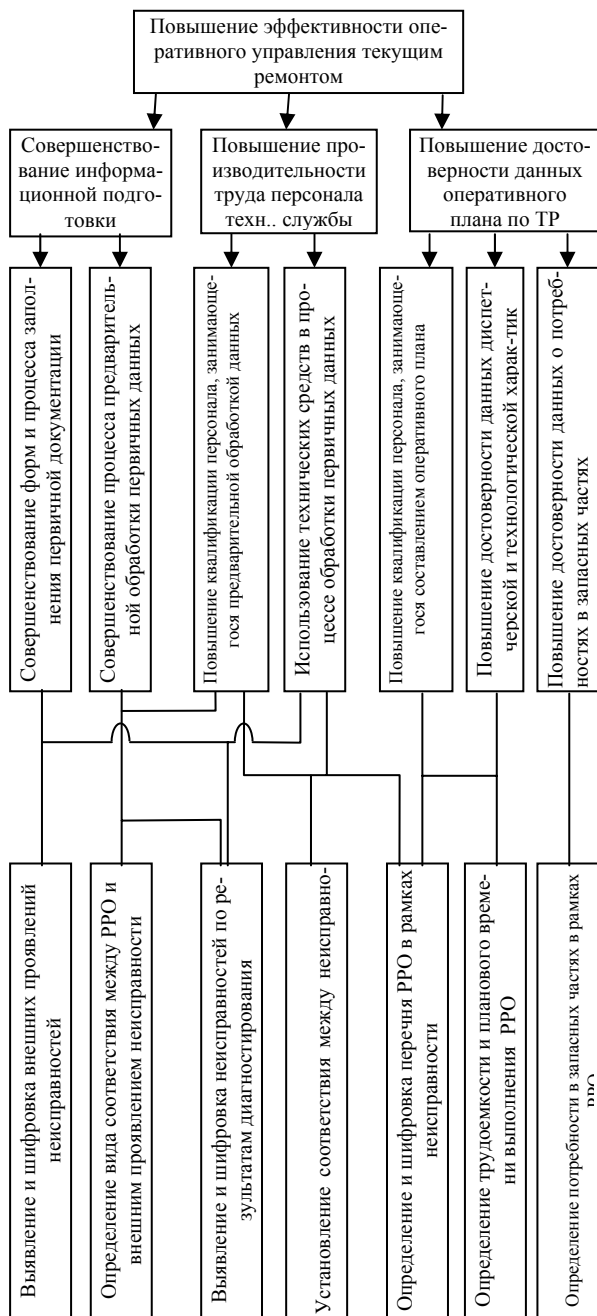 Повышение эффективности опе-
ративного управления текущим
ремонтом
Совершенство-
вание информа-
ционной подго-
товки
Повышение про-
изводительности
труда персонала
техн.. службы
Повышение досто-
верности данных
оперативного
плана по ТР
Совершенствование форм и процесса запол-
нения первичной документации
Совершенствование процесса предваритель-
ной обработки первичных данных
Повышение квалификации персонала, занимающе-
гося предварительной обработкой данных
Использование технических средств в про-
цессе обработки первичных данных
Повышение квалификации персонала, занимающе-
гося составлением оперативного плана
Повышение достоверности данных диспет-
черской и технологической харак-тик
Повышение достоверности данных о потреб-
ностях в запасных частях
Выявление и шифровка внешних проявлений
неисправностей
Определение вида соответствия между РРО и
внешним проявлением неисправности
Выявление и шифровка неисправностей по ре-
зультатам диагностирования
Установление соответствия между неисправно-
Определение и шифровка перечня РРО в рамках
неисправности
Определение трудоемкости и планового време-
ни выполнения РРО
Определение потребности в запасных частях в рамках
РРО